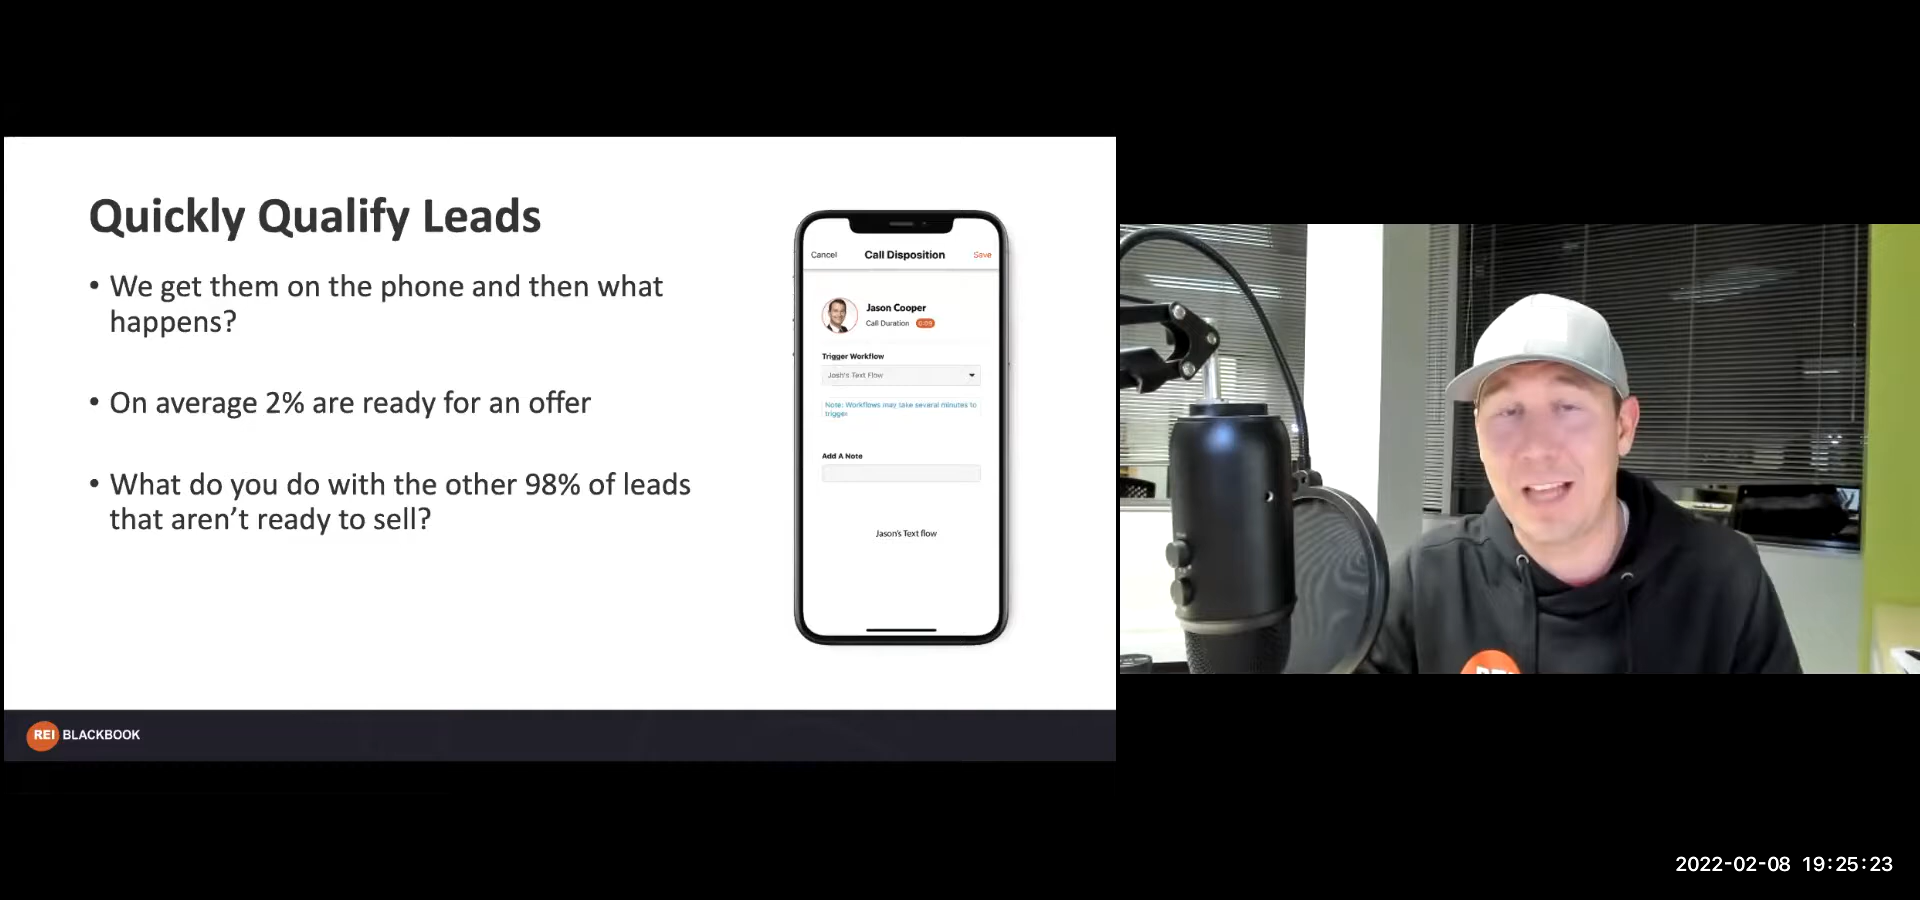 Quickly Qualify Leads
• We get them on the phone and then what
happens?
• On average 2% are ready for an offer
• What do you do with the other 98% of leads
that aren’t ready to sell?
Cancel
Call Disposition
Save
Jason Cooper
Call Duration 0:09
Trigger Workflow
Josh's Text Flow
Note: Workflows may take several minutes to
trigger
Add A Note
Jason's Text flow
REI BLACKBOOK
2022-02-08 19:25:23